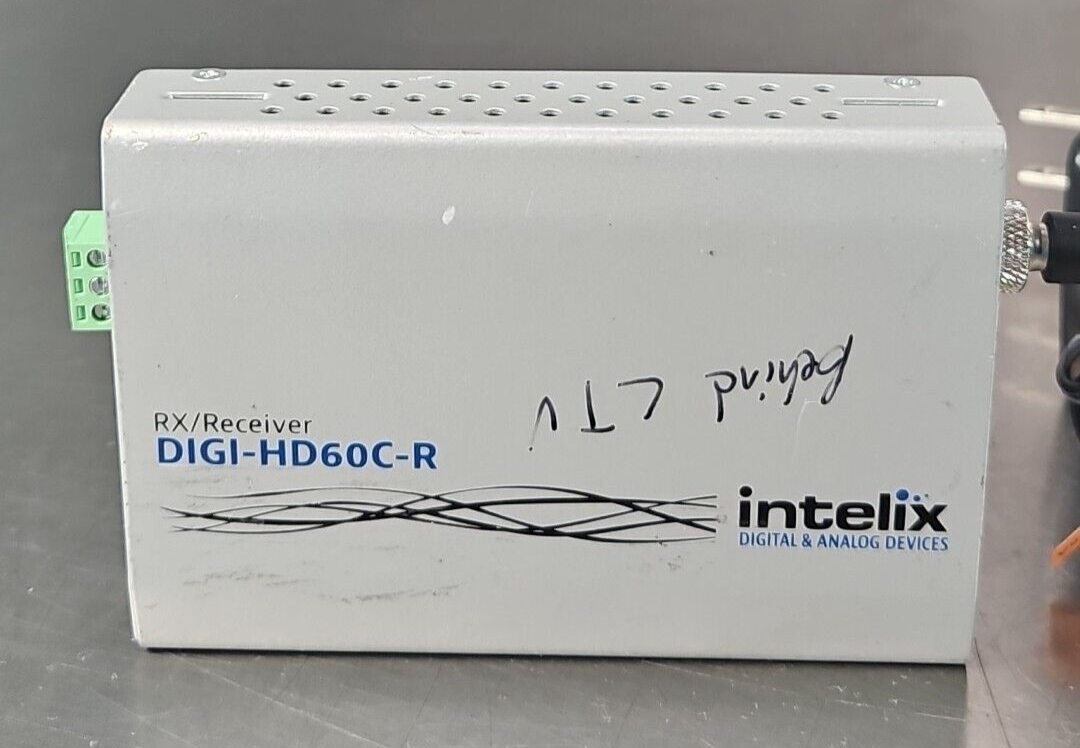 RX/Receiver
DIGI-HD60C-R
intelix
DIGITAL & ANALOG DEVICES
behind LTV